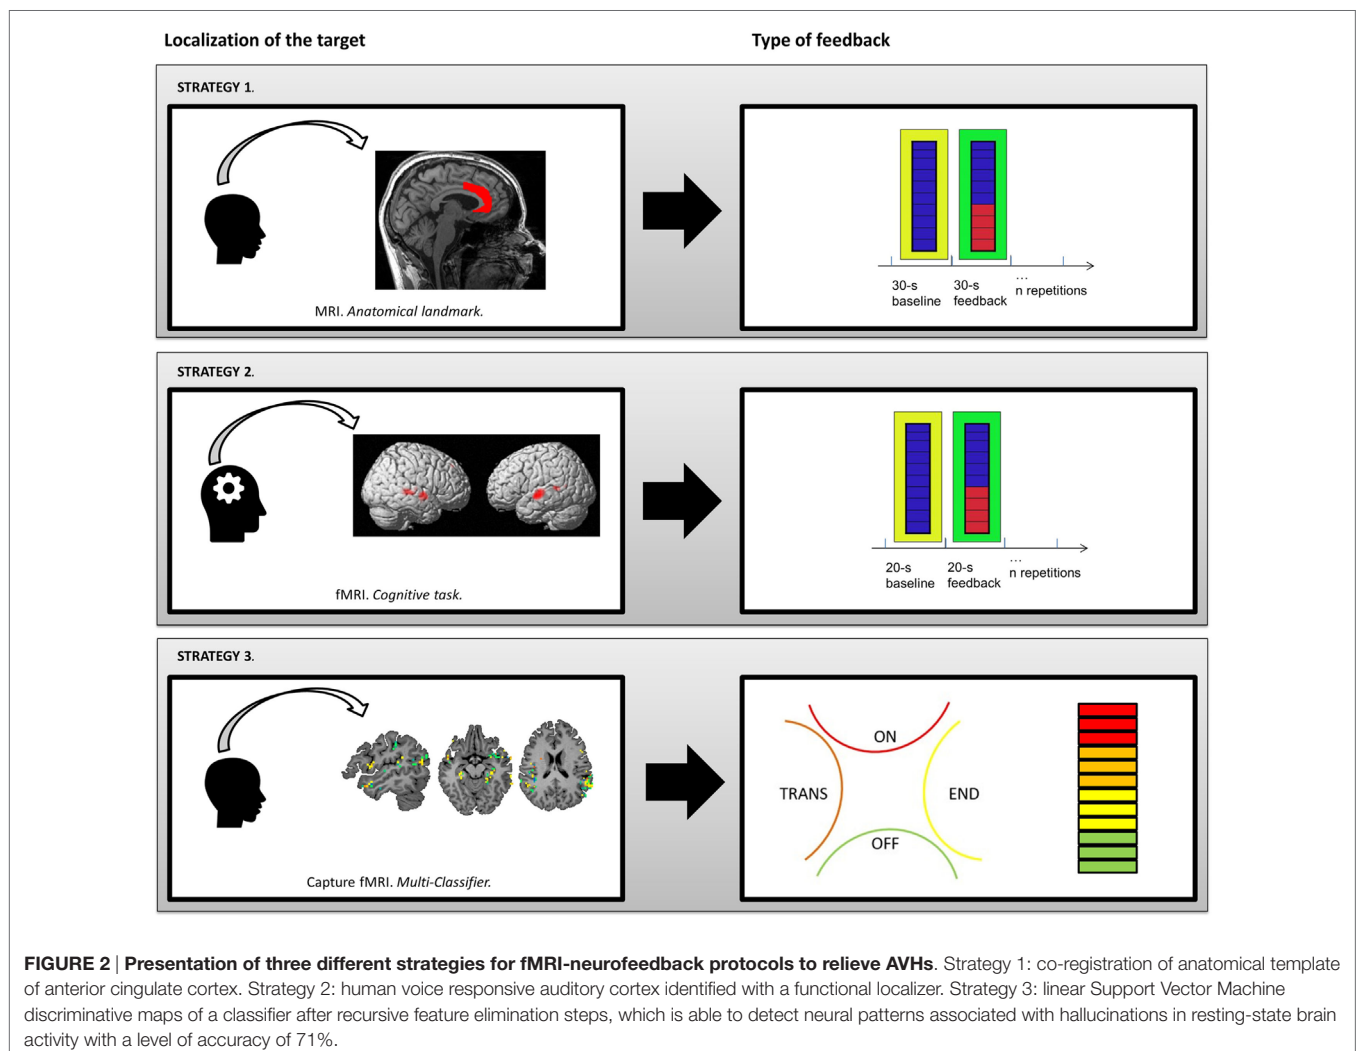 Localization of the target
Type of feedback
STRATEGY 1.
MRI. Anatomical landmark.
30-s
baseline
30-s
feedback
...
n repetitions
STRATEGY 2.
fMRI. Cognitive task.
20-s
baseline
20-s
feedback
...
n repetitions
STRATEGY 3.
Capture fMRI. Multi-Classifier.
ON
TRANS
END
OFF
FIGURE 2 | Presentation of three different strategies for fMRI-neurofeedback protocols to relieve AVHs. Strategy 1: co-registration of anatomical template
of anterior cingulate cortex. Strategy 2: human voice responsive auditory cortex identified with a functional localizer. Strategy 3: linear Support Vector Machine
discriminative maps of a classifier after recursive feature elimination steps, which is able to detect neural patterns associated with hallucinations in resting-state brain
activity with a level of accuracy of 71%.